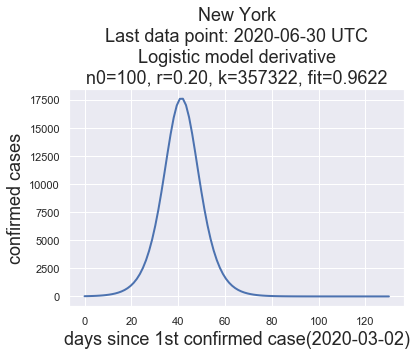 New York
Last data point: 2020-06-30 UTC
Logistic model derivative
n0=100, r=0.20, k=357322, fit=0.9622
17500
15000
12500
10000
7500
5000
2500
0
confirmed cases
0 20 40 60 80 100 120
days since 1st confirmed case(2020-03-02)